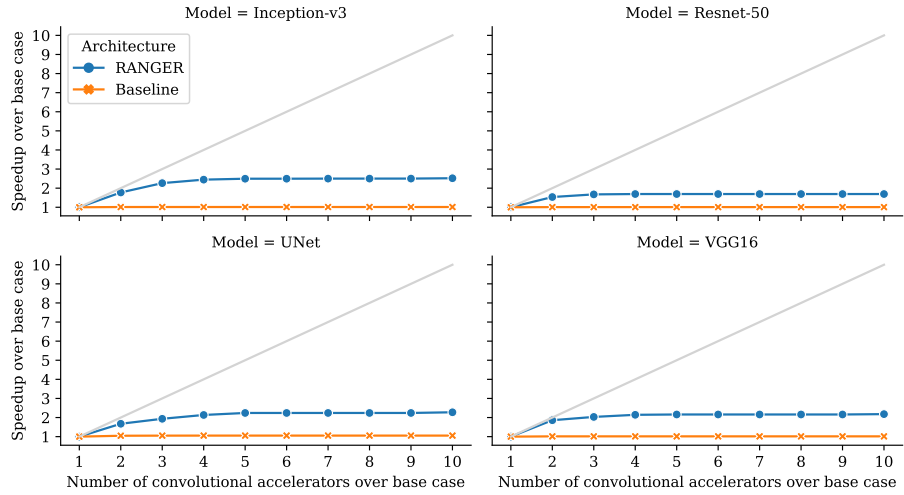 Model = Inception-v3
Model = Resnet-50
Speedup over base case
10
9
8
7
6
5
4
3
2
1
Architecture
RANGER
Baseline
Model = UNet
Model = VGG16
Speedup over base case
10
9
8
7
6
5
4
3
2
1
1 2 3 4 5 6 7 8 9 10
1 2 3 4 5 6 7 8 9 10
Number of convolutional accelerators over base case
Number of convolutional accelerators over base case